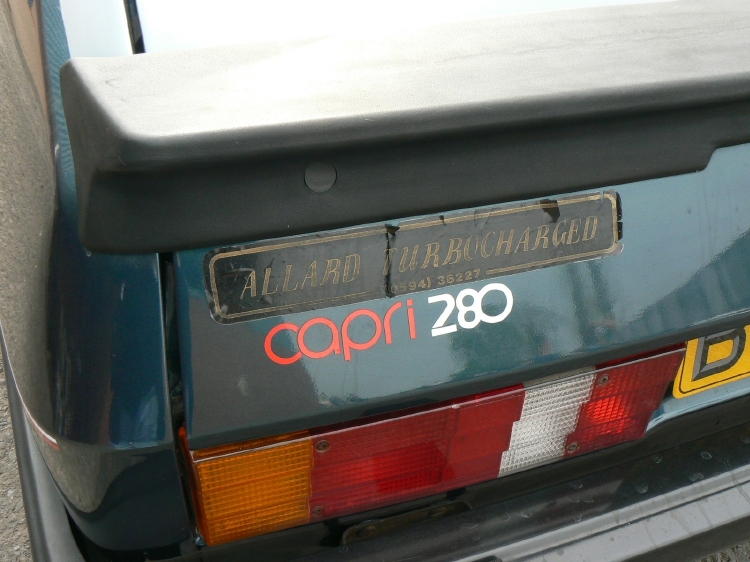 ALLARD TURBOCHARGED
(0594) 36227
capri 280